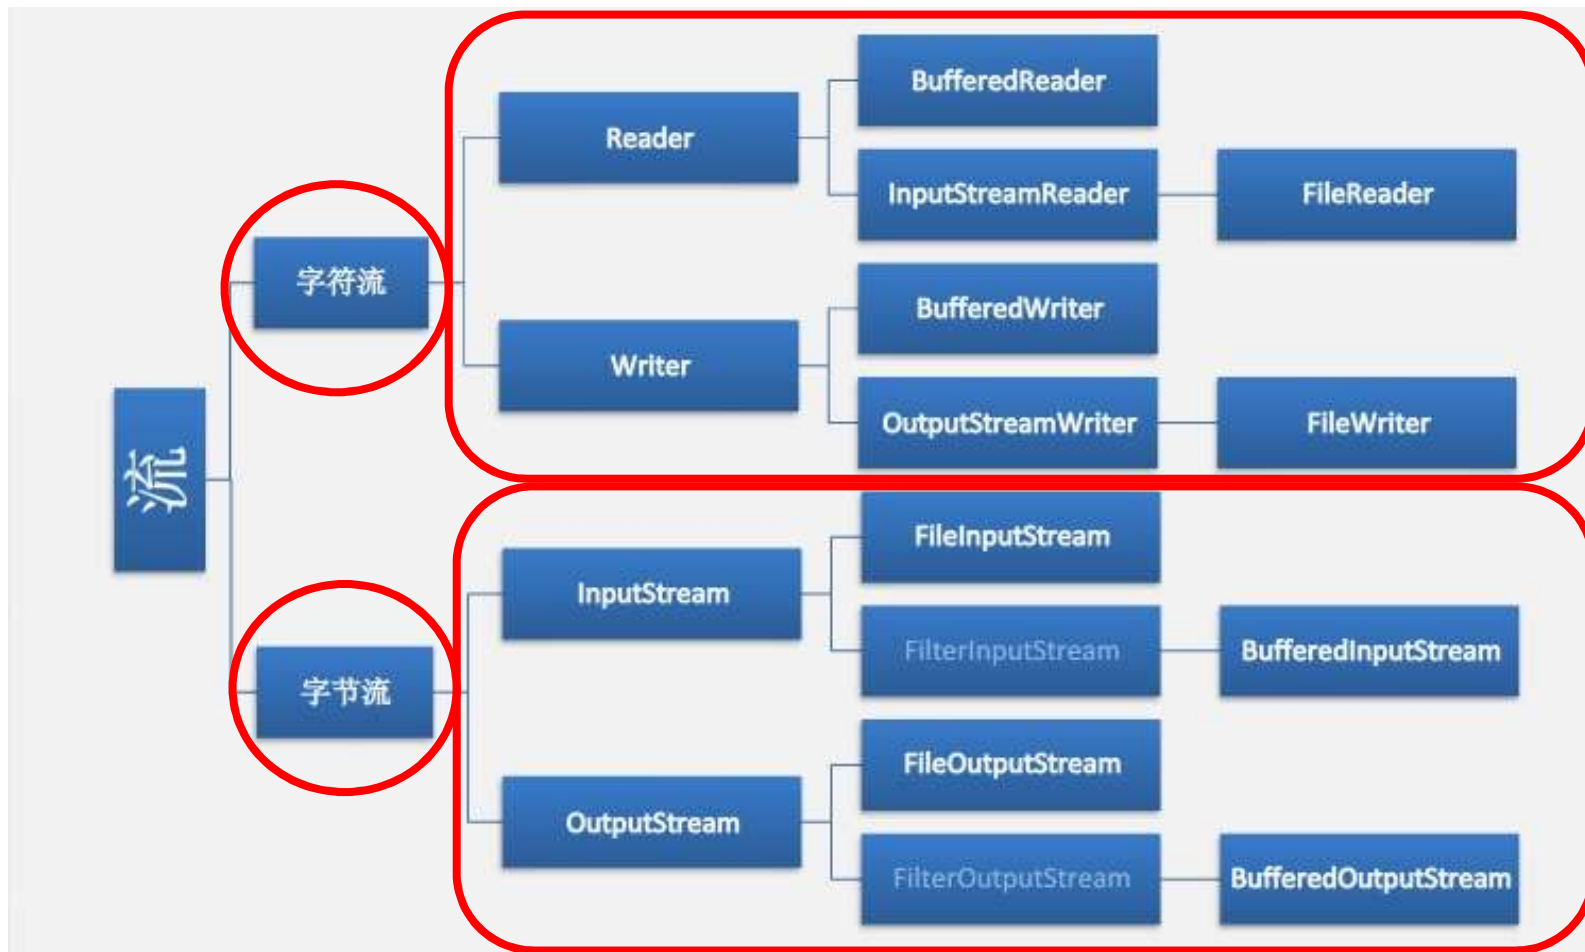 流
字符流
Reader
BufferedReader
InputStreamReader
FileReader
Writer
BufferedWriter
OutputStreamWriter
FileWriter
字节流
InputStream
FileInputStream
FilterInputStream
BufferedInputStream
OutputStream
FileOutputStream
FilterOutputStream
BufferedOutputStream